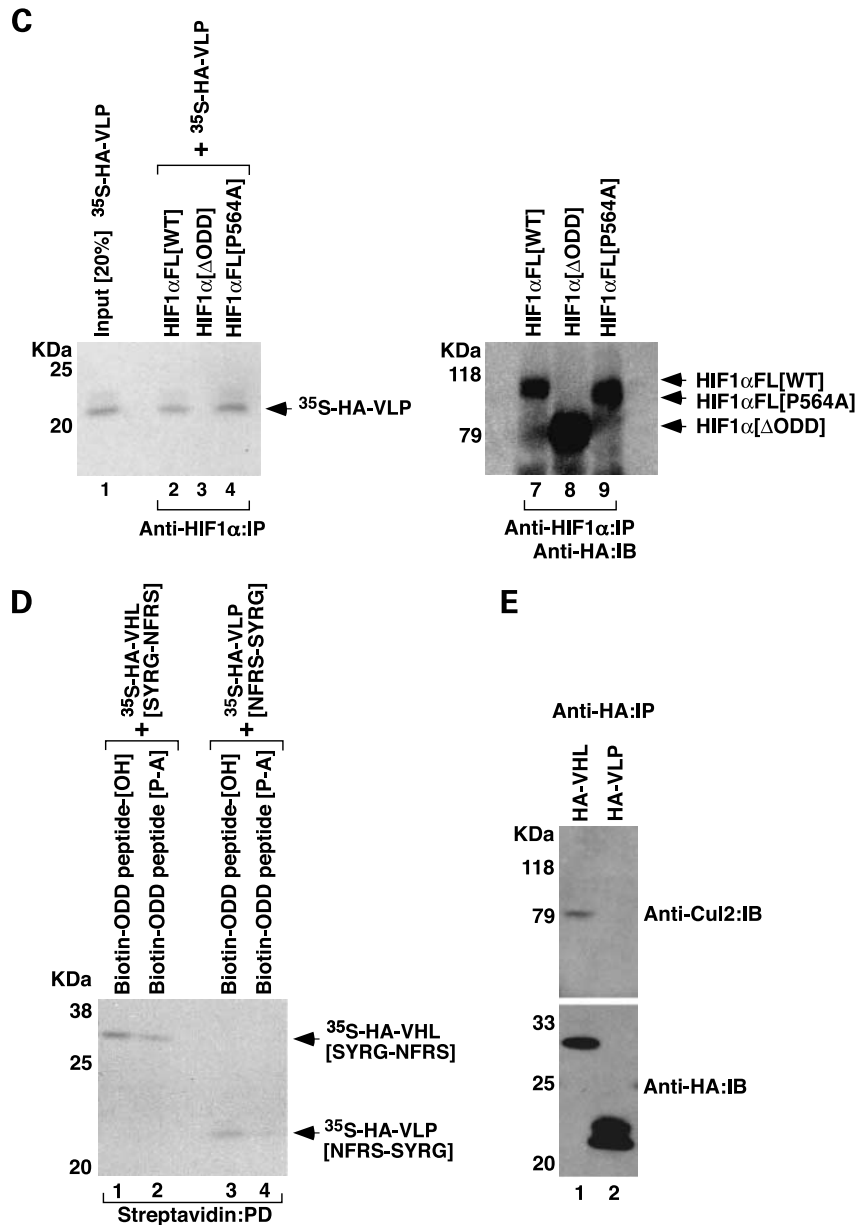 C
+ ³⁵S-HA-VLP
Input [20%] ³⁵S-HA-VLP
HIF1αFL[WT]
HIF1α[ΔODD]
HIF1αFL[P564A]
KDa
25
20
³⁵S-HA-VLP
1 2 3 4
Anti-HIF1α:IP
HIF1αFL[WT]
HIF1α[ΔODD]
HIF1αFL[P564A]
KDa
118
79
HIF1αFL[WT]
HIF1αFL[P564A]
HIF1α[ΔODD]
7 8 9
Anti-HIF1α:IP
Anti-HA:IB
D
³⁵S-HA-VHL
[SYRG-NFRS]
+
³⁵S-HA-VLP
[NFRS-SYRG]
+
Biotin-ODD peptide-[OH]
Biotin-ODD peptide [P-A]
Biotin-ODD peptide-[OH]
Biotin-ODD peptide [P-A]
KDa
38
25
20
³⁵S-HA-VHL
[SYRG-NFRS]
³⁵S-HA-VLP
[NFRS-SYRG]
1 2 3 4
Streptavidin:PD
E
Anti-HA:IP
HA-VHL
HA-VLP
KDa
118
79
Anti-Cul2:IB
33
25
20
Anti-HA:IB
1 2